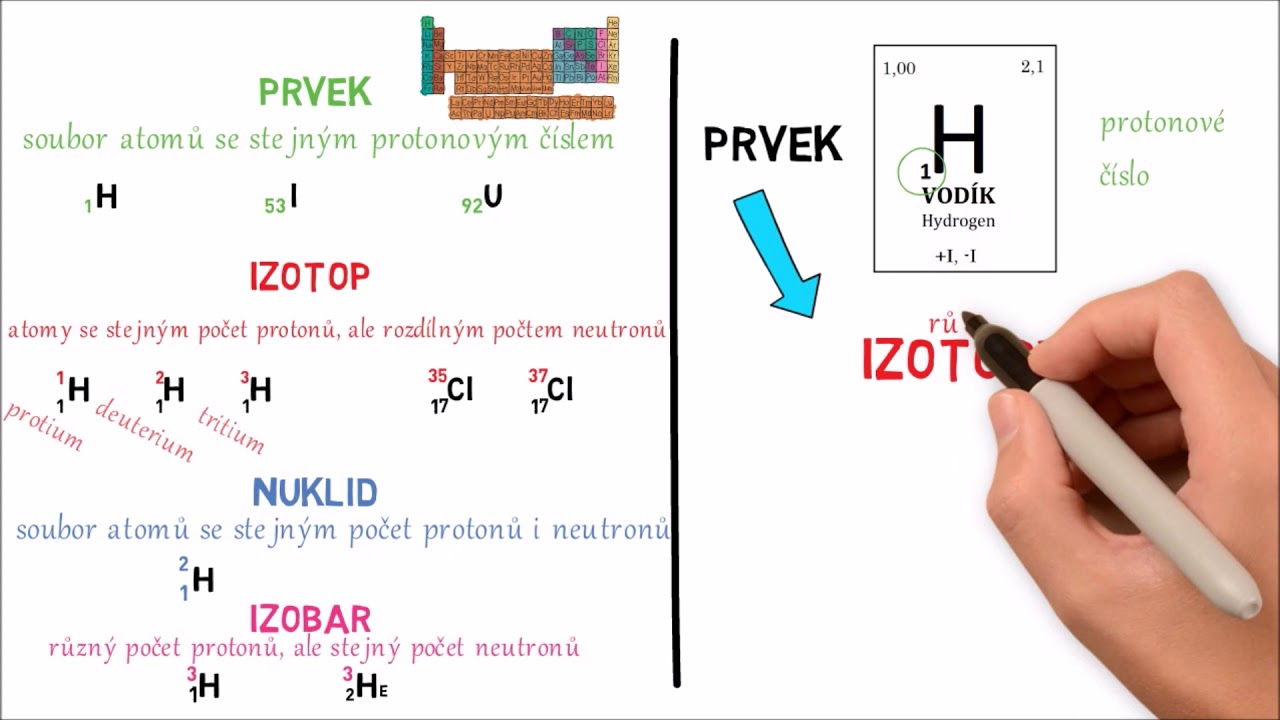 PRVEK
soubor atomů se stejným protonovým číslem
1H 53I 92U
IZOTOP
atomy se stejným počet protonů, ale rozdílným počtem neutronů
1 1H 2 1H 3 1H 35 17Cl 37 17Cl
protium deuterium tritium
NUKLID
soubor atomů se stejným počet protonů i neutronů
2 1H
IZOBAR
různý počet protonů, ale stejný počet neutronů
3 1H 3 2HE
PRVEK
1,00 2,1
H
1
VODÍK
Hydrogen
+I, -I
protonové
číslo
rů